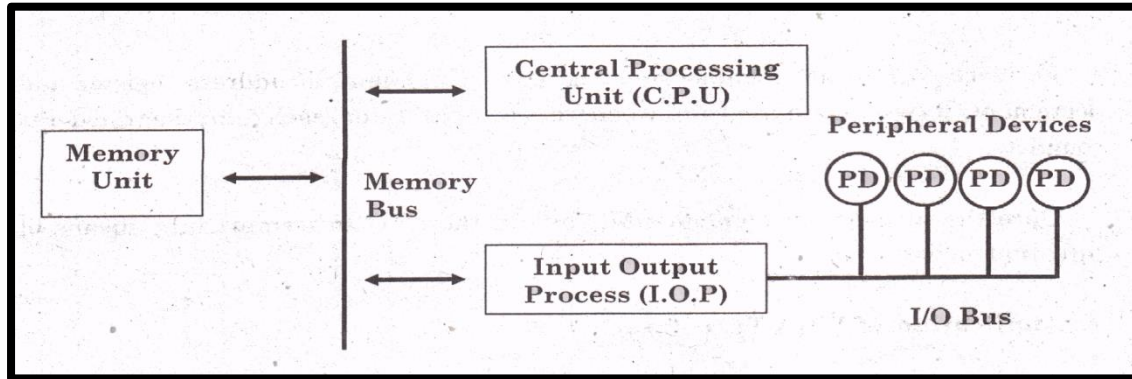 Central Processing
Unit (C.P.U)
Peripheral Devices
Memory
Unit
PD PD PD PD
Memory
Bus
Input Output
Process (I.O.P)
I/O Bus